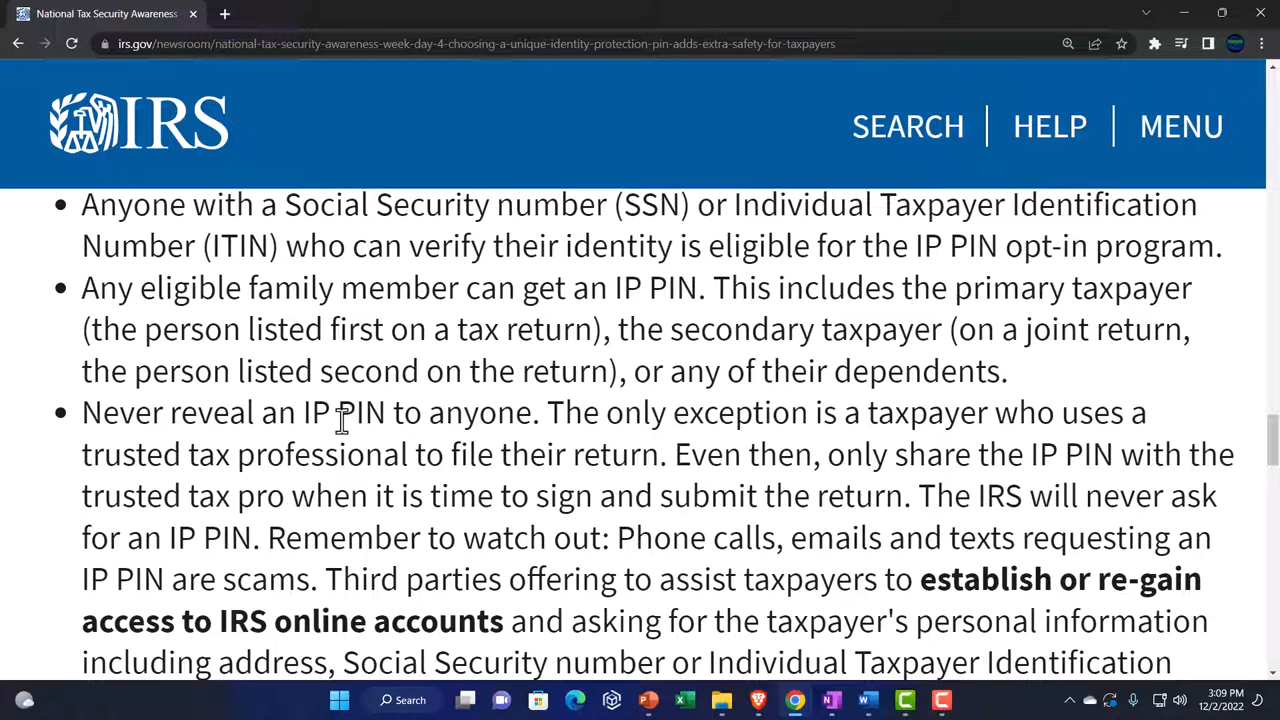 National Tax Security Awareness
irs.gov/newsroom/national-tax-security-awareness-week-day-4-choosing-a-unique-identity-protection-pin-adds-extra-safety-for-taxpayers
IRS
SEARCH
HELP
MENU
• Anyone with a Social Security number (SSN) or Individual Taxpayer Identification
Number (ITIN) who can verify their identity is eligible for the IP PIN opt-in program.
• Any eligible family member can get an IP PIN. This includes the primary taxpayer
(the person listed first on a tax return), the secondary taxpayer (on a joint return,
the person listed second on the return), or any of their dependents.
• Never reveal an IP PIN to anyone. The only exception is a taxpayer who uses a
trusted tax professional to file their return. Even then, only share the IP PIN with the
trusted tax pro when it is time to sign and submit the return. The IRS will never ask
for an IP PIN. Remember to watch out: Phone calls, emails and texts requesting an
IP PIN are scams. Third parties offering to assist taxpayers to establish or re-gain
access to IRS online accounts and asking for the taxpayer's personal information
including address, Social Security number or Individual Taxpayer Identification
Search
3:09 PM
12/2/2022